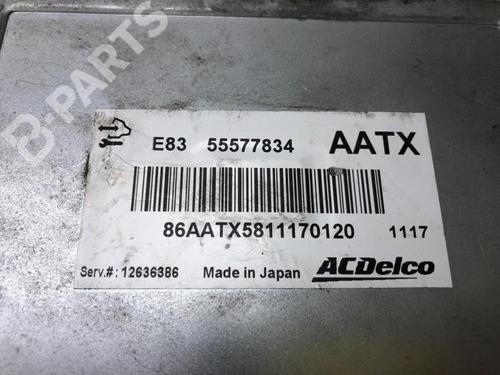 B-PARTS
E83 55577834 AATX
86AATX5811170120 1117
Serv.#: 12636386 Made in Japan ACDelco